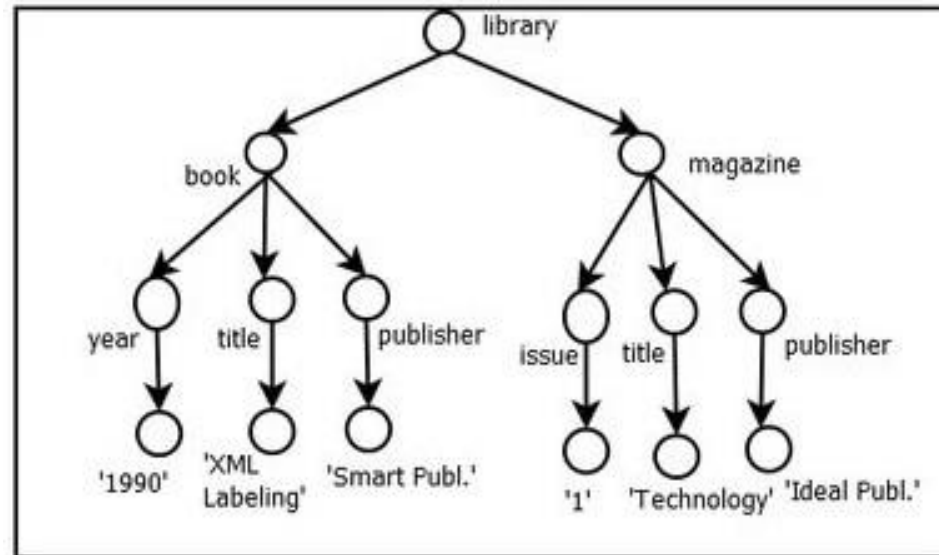 library
book
magazine
year
title
publisher
issue
title
publisher
'1990'
'XML
Labeling'
'Smart Publ.'
'1'
'Technology'
'Ideal Publ.'